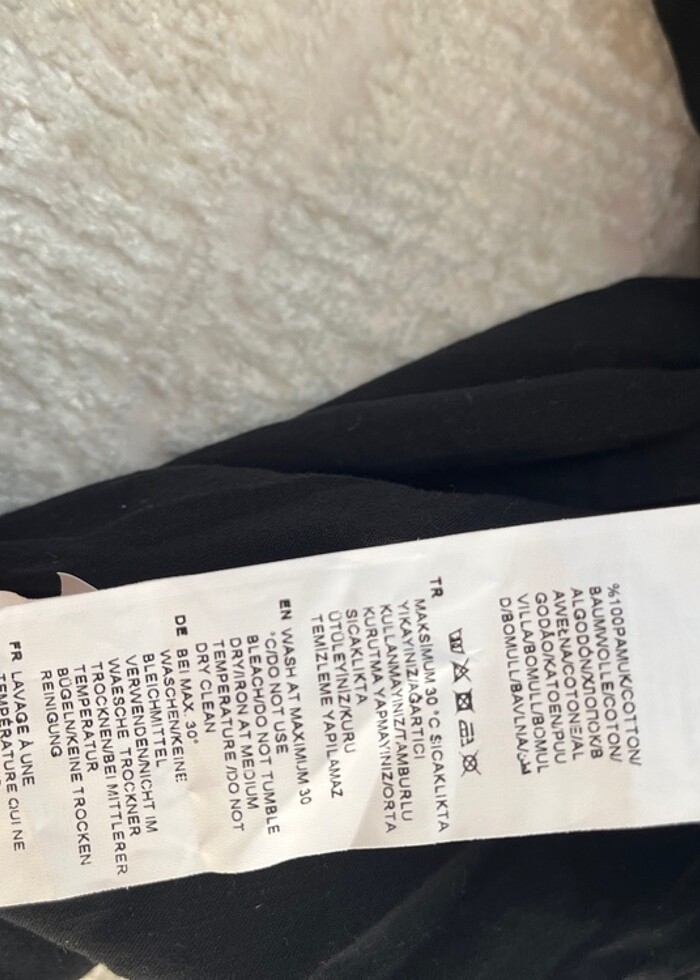 %100PAMUK/COTTON/
BAUMWOLLE/COTON/
ALGODÓN/ХЛОПОК/B
AWEŁNA/COTONE/AL
GODÃO/KATOEN/PUU
VILLA/BOMULL/BOMUL
D/BOMULL/BAVLNA/قطن
TR
MAKSİMUM 30 °C SICAKLIKTA
YIKAYINIZ/AĞARTICI
KULLANMAYINIZ/TAMBURLU
KURUTMA YAPMAYINIZ/ORTA
SICAKLIKTA
ÜTÜLEYİNİZ/KURU
TEMİZLEME YAPILAMAZ
EN WASH AT MAXIMUM 30
°C/DO NOT USE
BLEACH/DO NOT TUMBLE
DRY/IRON AT MEDIUM
TEMPERATURE /DO NOT
DRY CLEAN
DE BEI MAX. 30°
WASCHEN/KEINE
BLEICHMITTEL
VERWENDEN/NICHT IM
WAESCHE TROCKNER
TROCKNEN/BEI MITTLERER
TEMPERATUR
BÜGELN/KEINE TROCKEN
REINIGUNG
FR LAVAGE À UNE
TEMPÉRATURE QUI NE